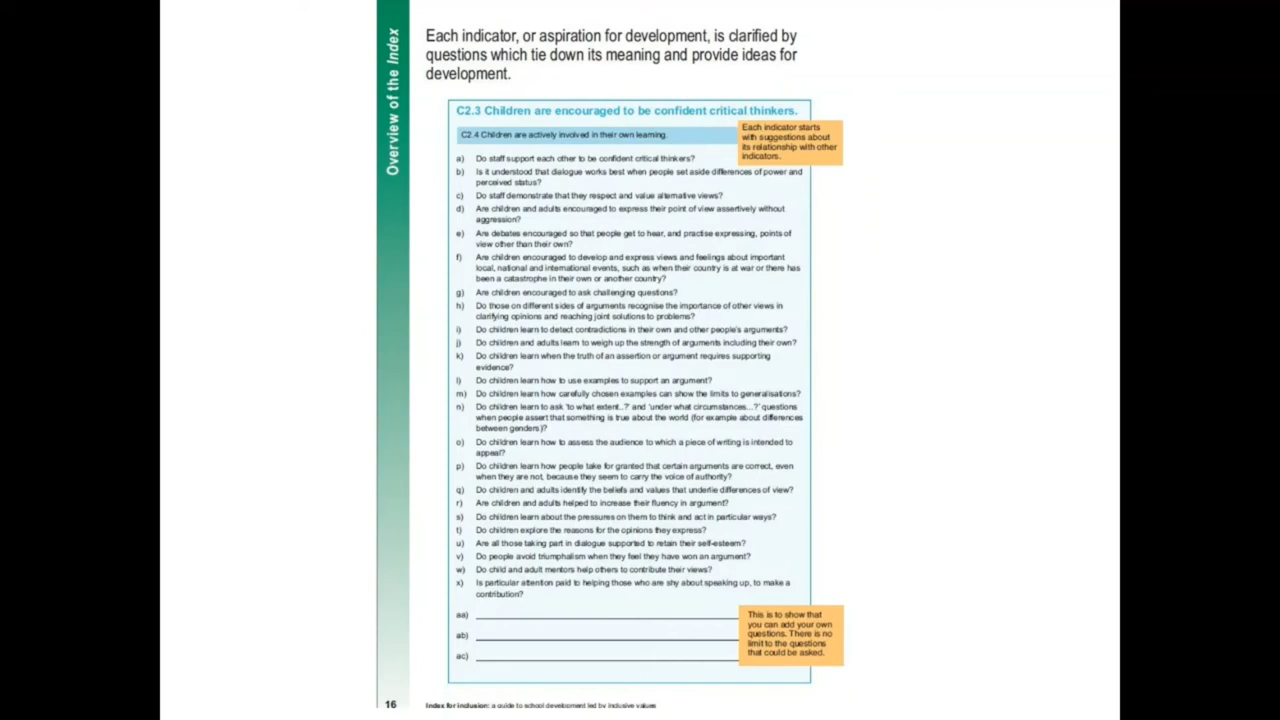 Overview of the Index
Each indicator, or aspiration for development, is clarified by
questions which tie down its meaning and provide ideas for
development.
C2.3 Children are encouraged to be confident critical thinkers.
C2.4 Children are actively involved in their own learning.
Each indicator starts
with suggestions about
its relationship with other
indicators.
a) Do staff support each other to be confident critical thinkers?
b) Is it understood that dialogue works best when people set aside differences of power and
perceived status?
c) Do staff demonstrate that they respect and value alternative views?
d) Are children and adults encouraged to express their point of view assertively without
aggression?
e) Are debates encouraged so that people get to hear, and practise expressing, points of
view other than their own?
f) Are children encouraged to develop and express views and feelings about important
local, national and international events, such as when their country is at war or there has
been a catastrophe in their own or another country?
g) Are children encouraged to ask challenging questions?
h) Do those on different sides of arguments recognise the importance of other views in
clarifying opinions and reaching joint solutions to problems?
i) Do children learn to detect contradictions in their own and other people's arguments?
j) Do children and adults learn to weigh up the strength of arguments including their own?
k) Do children learn when the truth of an assertion or argument requires supporting
evidence?
l) Do children learn how to use examples to support an argument?
m) Do children learn how carefully chosen examples can show the limits to generalisations?
n) Do children learn to ask 'to what extent..?' and 'under what circumstances...?' questions
when people assert that something is true about the world (for example about differences
between genders)?
o) Do children learn how to assess the audience to which a piece of writing is intended to
appeal?
p) Do children learn how people take for granted that certain arguments are correct, even
when they are not, because they seem to carry the voice of authority?
q) Do children and adults identify the beliefs and values that underlie differences of view?
r) Are children and adults helped to increase their fluency in argument?
s) Do children learn about the pressures on them to think and act in particular ways?
t) Do children explore the reasons for the opinions they express?
u) Are all those taking part in dialogue supported to retain their self-esteem?
v) Do people avoid triumphalism when they feel they have won an argument?
w) Do child and adult mentors help others to contribute their views?
x) Is particular attention paid to helping those who are shy about speaking up, to make a
contribution?
aa)
ab)
ac)
This is to show that
you can add your own
questions. There is no
limit to the questions
that could be asked.
16 Index for inclusion: a guide to school development led by inclusive values